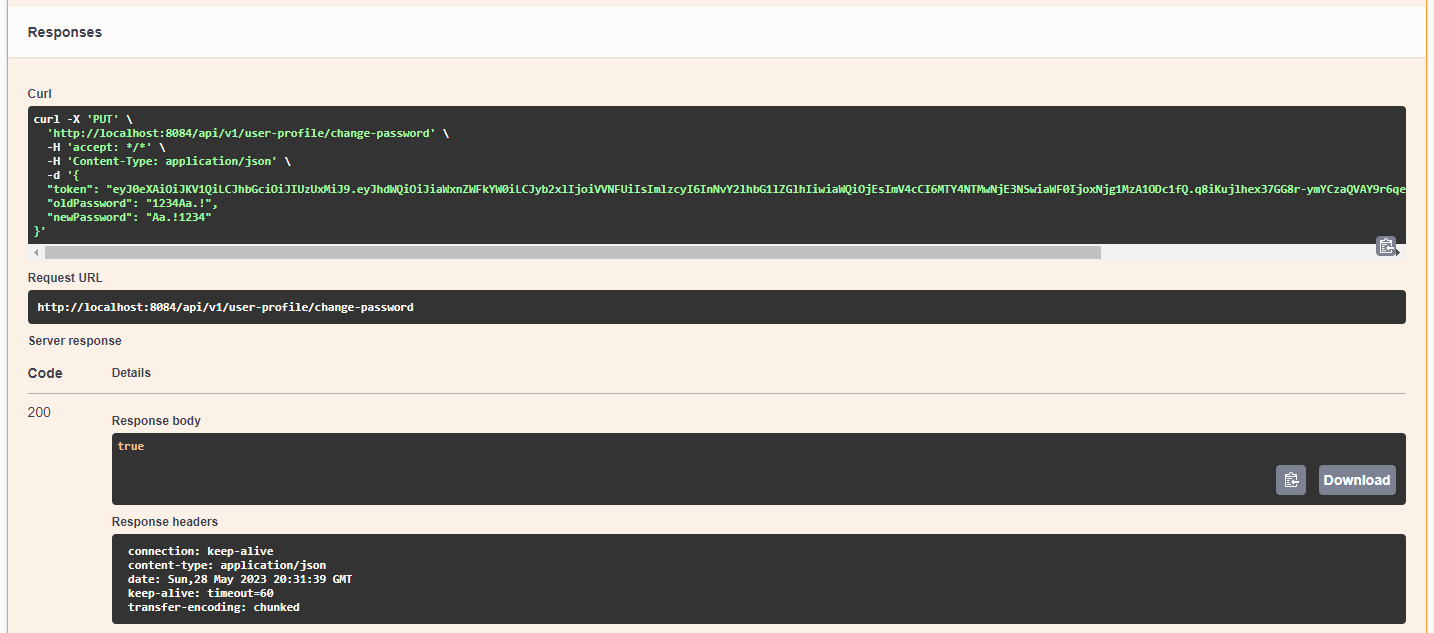 Responses
Curl
curl -X 'PUT' \
'http://localhost:8084/api/v1/user-profile/change-password' \
-H 'accept: */*' \
-H 'Content-Type: application/json' \
-d '{
"token": "eyJ0eXAiOiJKV1QiLCJhbGciOiJIUzUxMiJ9.eyJhdWQiOiJiaWxnZWFkYW0iLCJyb2xlIjoiVVNFUiIsImlzcyI6InNvY2lhbG1lZGlhIiwiaWQiOjEsImV4cCI6MTY4NTMwNjE3NSwiaWF0IjoxNjg1MzA1ODc1fQ.q8iKujlhex37GG8r-ymYCzaQVAY9r6qe
"oldPassword": "1234Aa.!",
"newPassword": "Aa.!1234"
}'
Request URL
http://localhost:8084/api/v1/user-profile/change-password
Server response
Code Details
200
Response body
true
Download
Response headers
connection: keep-alive
content-type: application/json
date: Sun,28 May 2023 20:31:39 GMT
keep-alive: timeout=60
transfer-encoding: chunked